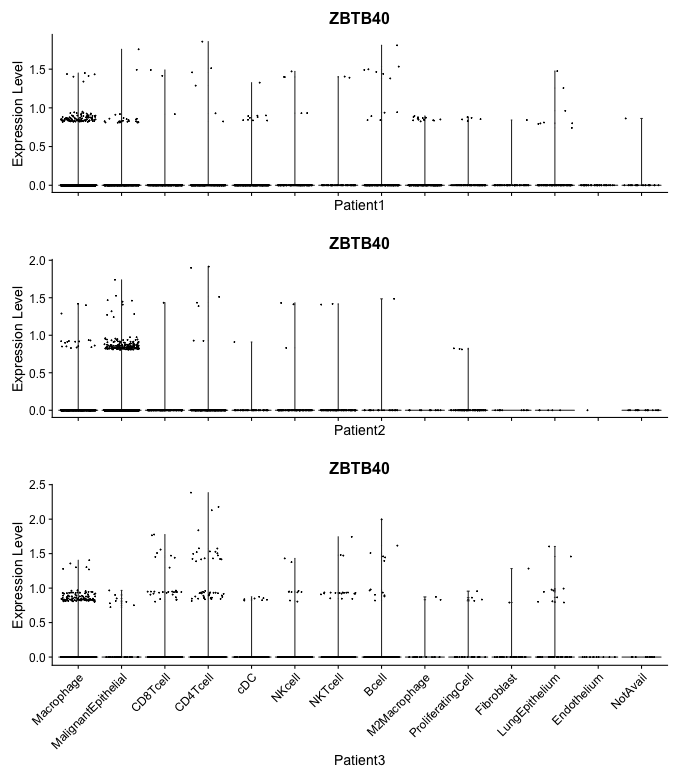 ZBTB40
Expression Level
1.5
1.0
0.5
0.0
Patient1
ZBTB40
Expression Level
2.0
1.5
1.0
0.5
0.0
Patient2
ZBTB40
Expression Level
2.5
2.0
1.5
1.0
0.5
0.0
Macrophage
MalignantEpithelial
CD8Tcell
CD4Tcell
cDC
NKcell
NKTcell
Bcell
M2Macrophage
ProliferatingCell
Fibroblast
LungEpithelium
Endothelium
NotAvail
Patient3